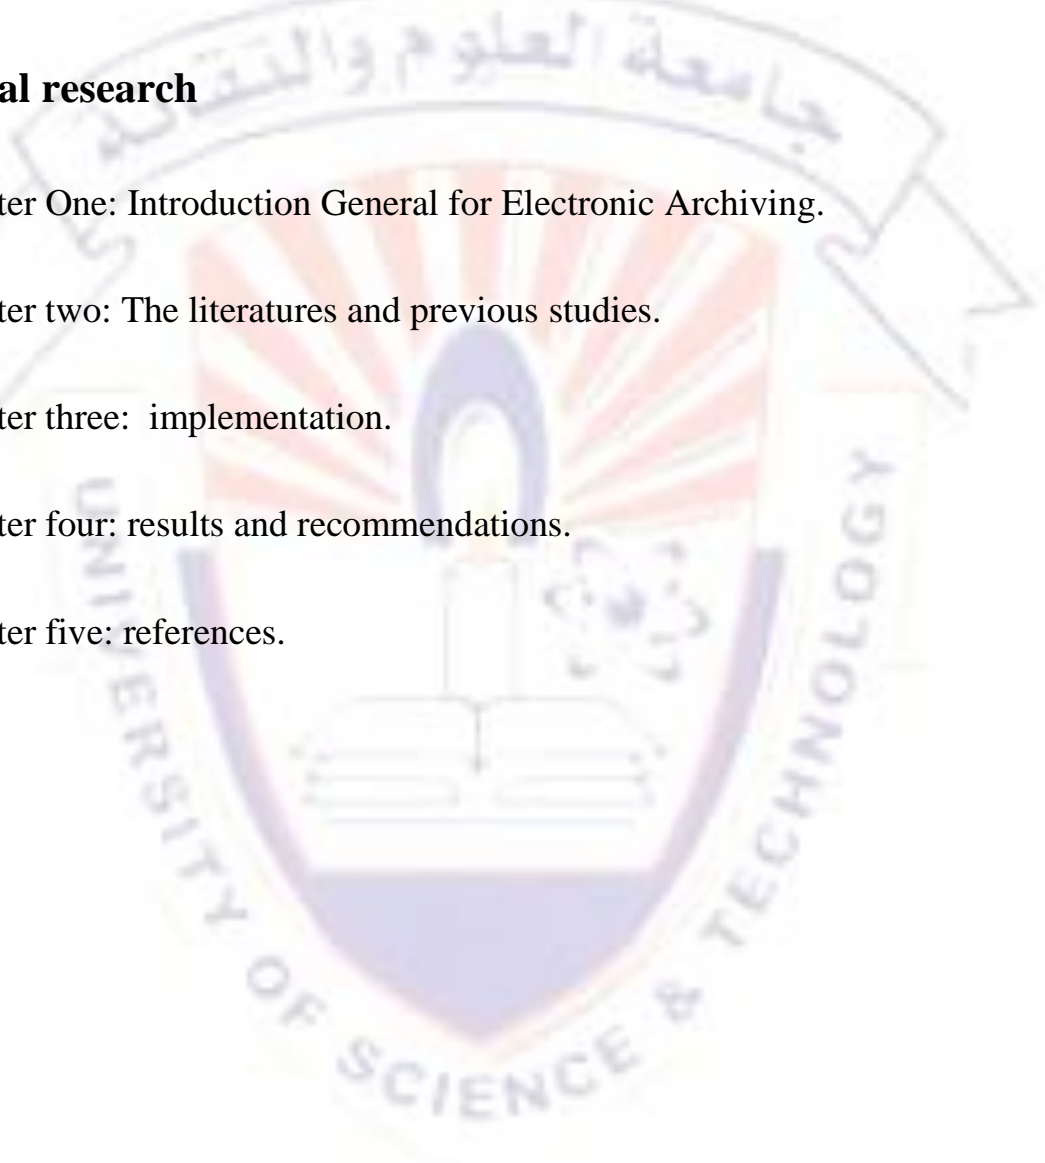 جامعة العلوم والتقانة
al research
ter One: Introduction General for Electronic Archiving.
ter two: The literatures and previous studies.
ter three:  implementation.
ter four: results and recommendations.
ter five: references.
UNIVERSITY OF SCIENCE & TECHNOLOGY